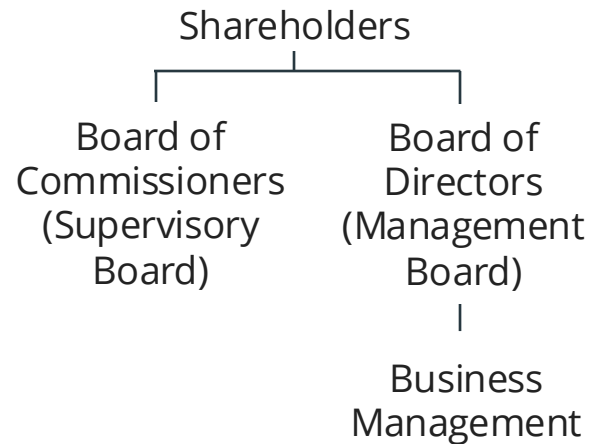 Shareholders
Board of
Commissioners
(Supervisory
Board)
Board of
Directors
(Management
Board)
Business
Management